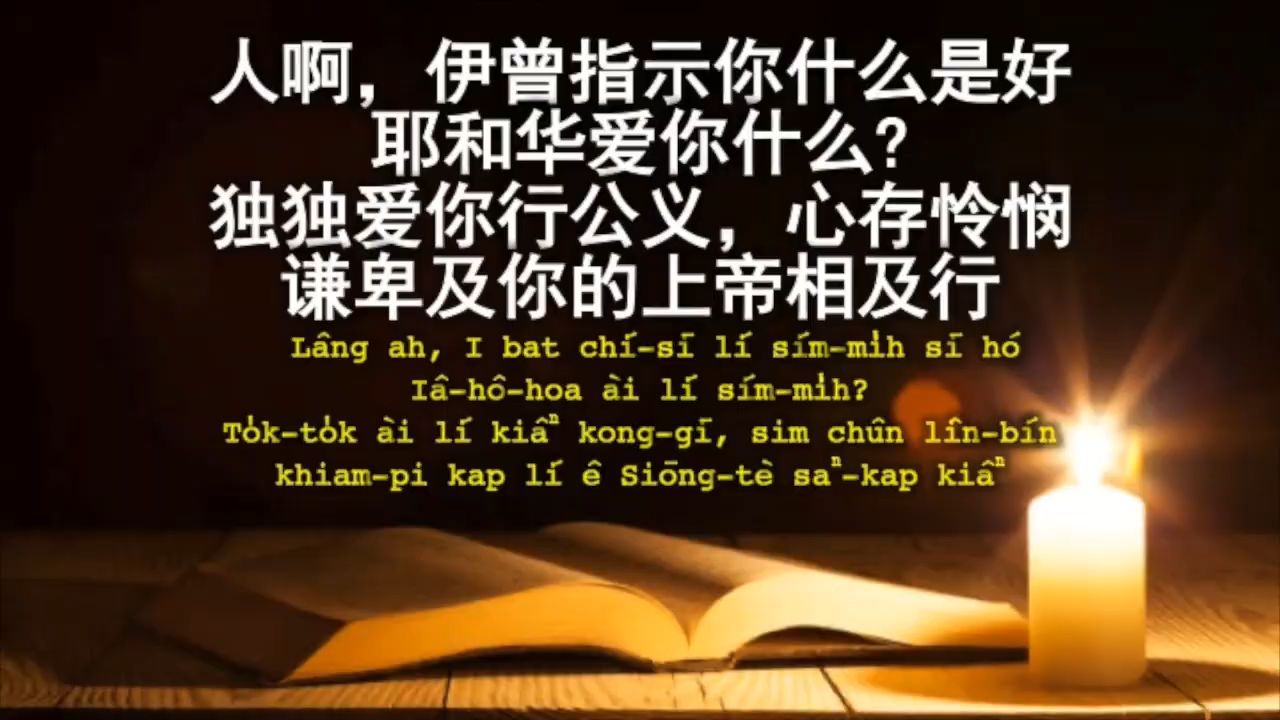 人啊，伊曾指示你什么是好
耶和华爱你什么？
独独爱你行公义，心存怜悯
谦卑及你的上帝相及行
Lâng ah, I bat chí-sī lí sím-mi̍h sī hó
Iâ-hô-hoa ài lí sím-mi̍h?
To̍k-to̍k ài lí kiâⁿ kong-gī, sim chûn lîn-bín
khiam-pi kap lí ê Siōng-tè saⁿ-kap kiâⁿ